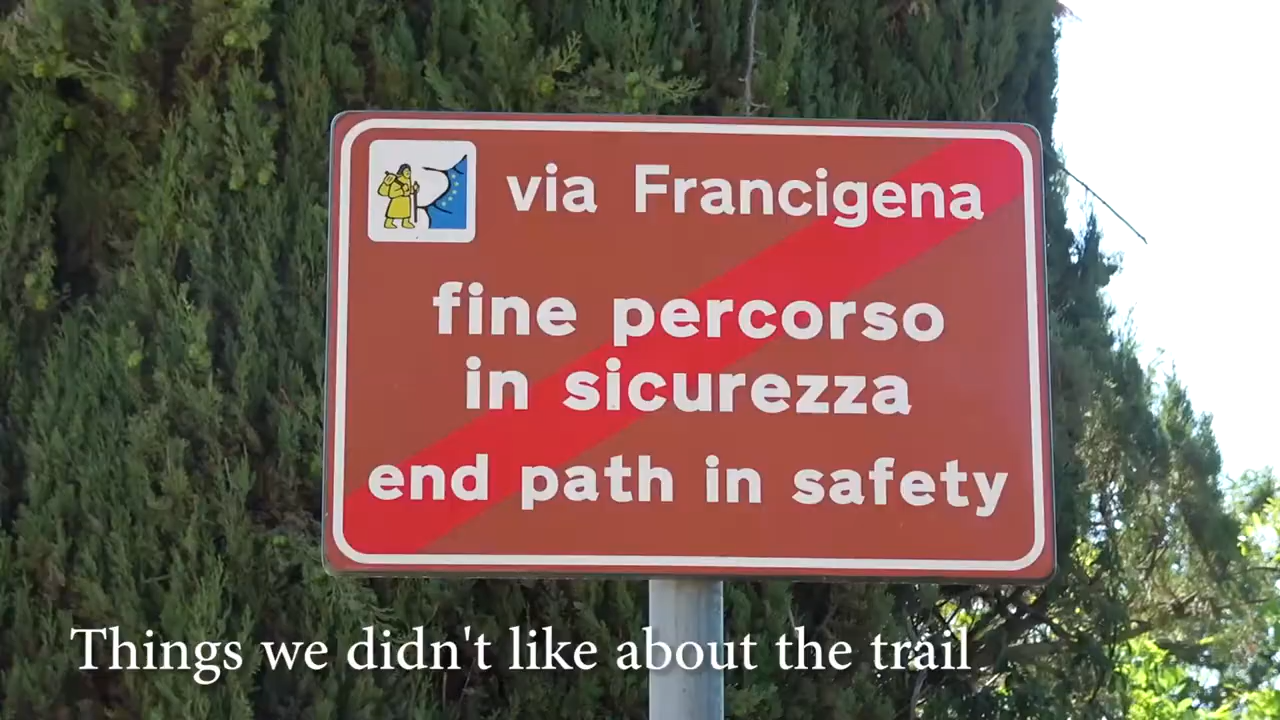 via Francigena
fine percorso
in sicurezza
end path in safety
Things we didn't like about the trail